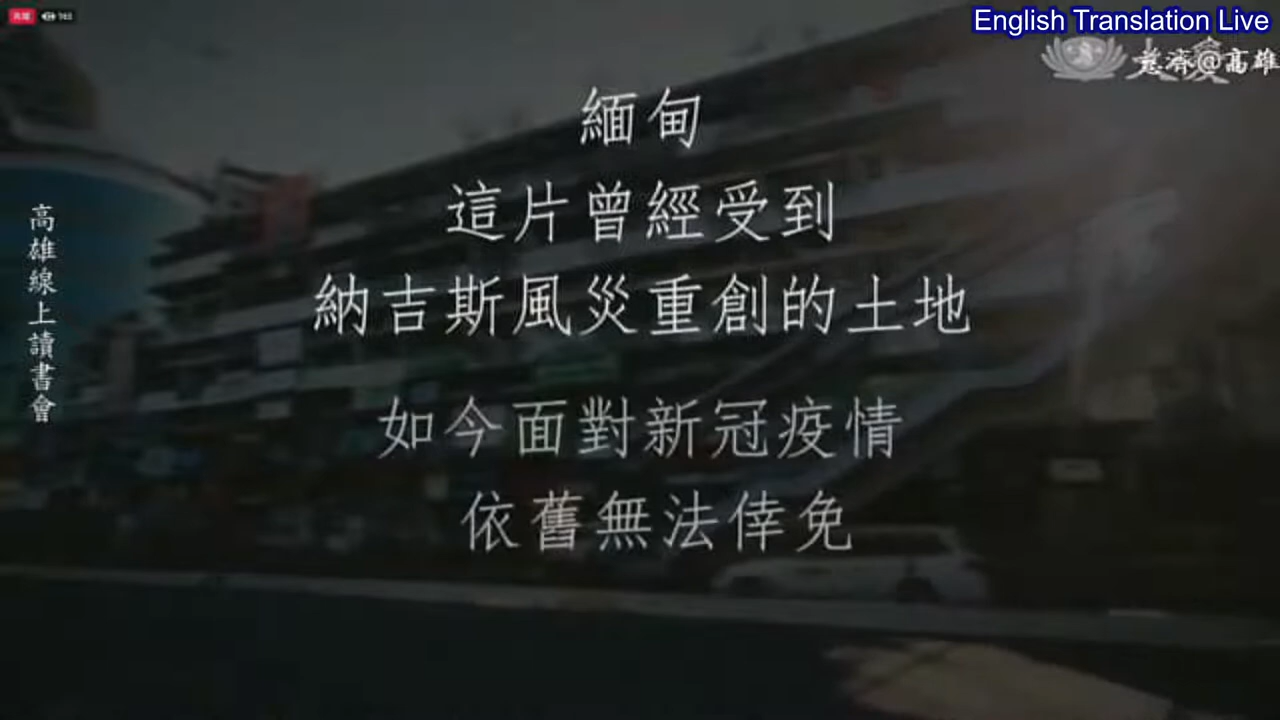 English Translation Live
慈濟@高雄
緬甸
這片曾經受到
納吉斯風災重創的土地
如今面對新冠疫情
依舊無法倖免
高雄線上讀書會